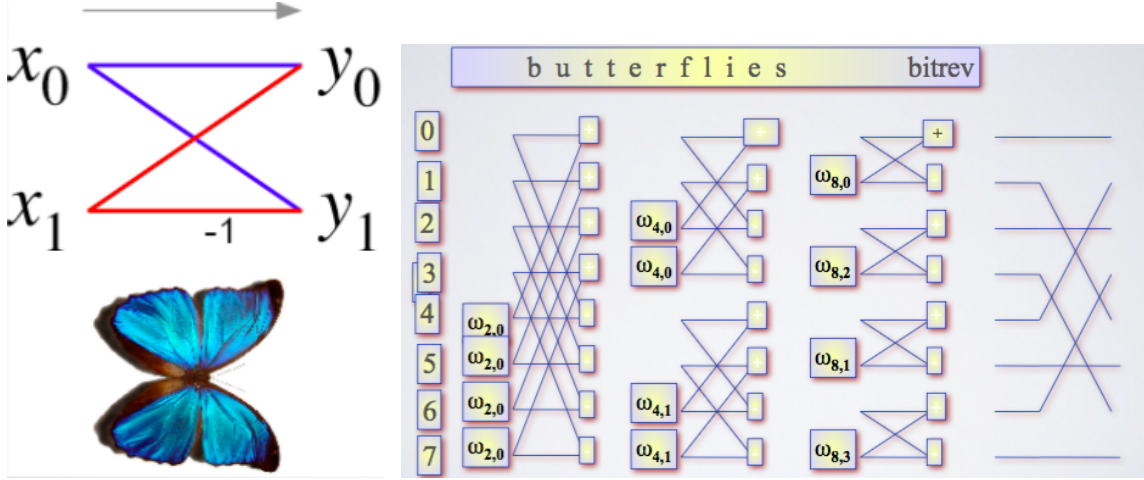 x0 y0
x1 -1 y1
butterflies bitrev
0 + + +
1 + + ω8,0 -
2 + ω4,0 - +
3 + ω4,0 - ω8,2 -
4 ω2,0 - + +
5 ω2,0 - + ω8,1 -
6 ω2,0 - ω4,1 - +
7 ω2,0 - ω4,1 - ω8,3 -